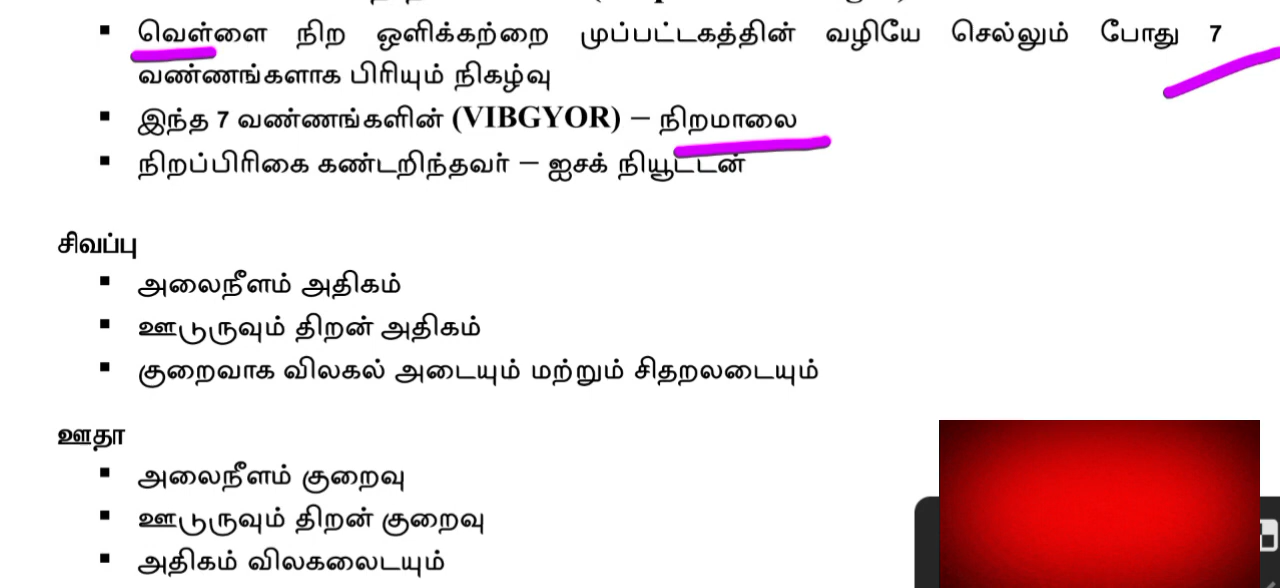 வெள்ளை நிற ஒளிக்கற்றை முப்பட்டகத்தின் வழியே செல்லும் போது 7
வண்ணங்களாக பிரியும் நிகழ்வு
இந்த 7 வண்ணங்களின் (VIBGYOR) – நிறமாலை
நிறப்பிரிகை கண்டறிந்தவர் – ஐசக் நியூட்டன்
சிவப்பு
அலைநீளம் அதிகம்
ஊடுருவும் திறன் அதிகம்
குறைவாக விலகல் அடையும் மற்றும் சிதறலடையும்
ஊதா
அலைநீளம் குறைவு
ஊடுருவும் திறன் குறைவு
அதிகம் விலகலடையும்